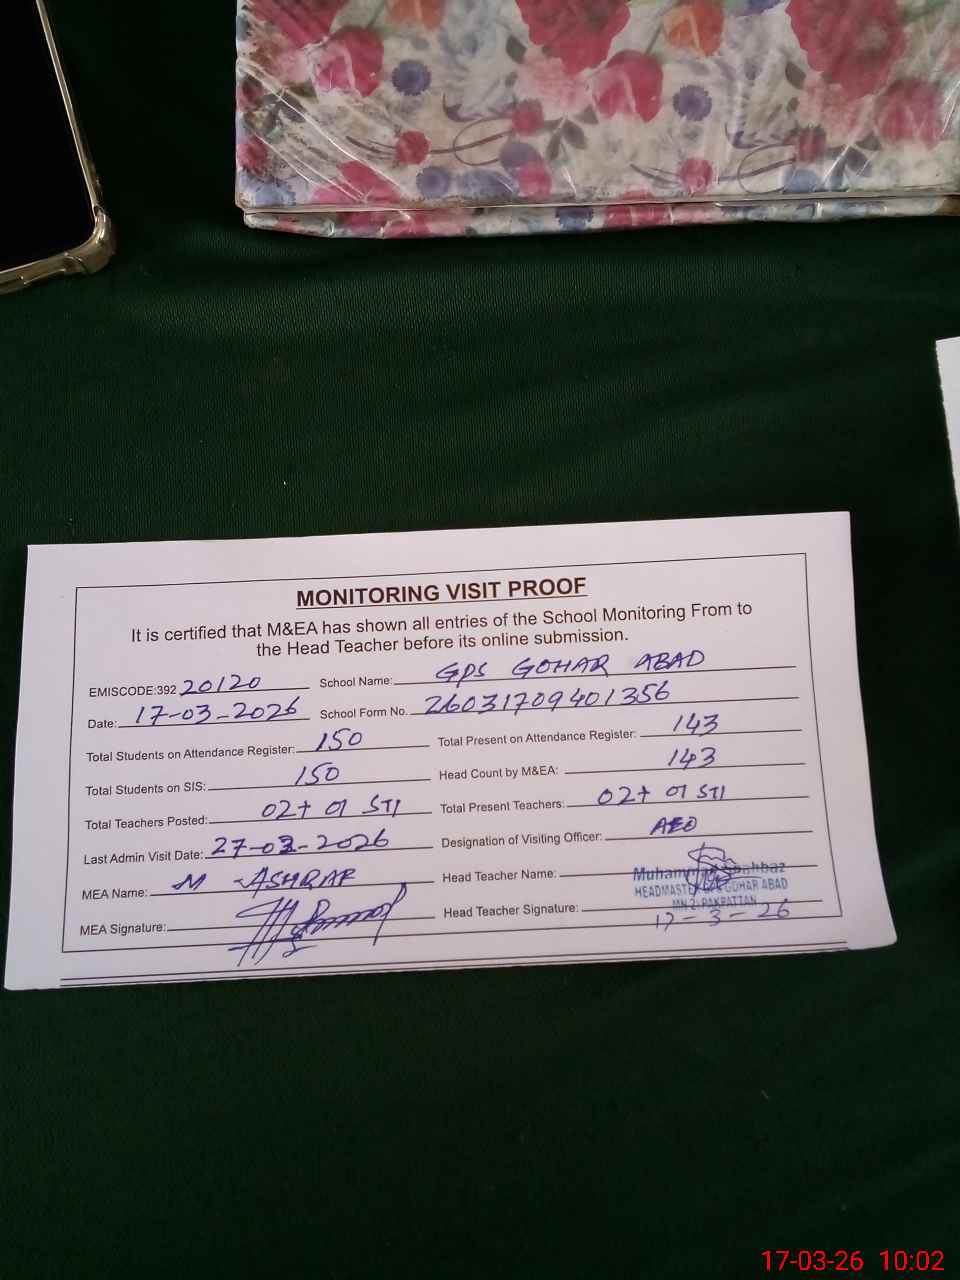 MONITORING VISIT PROOF
It is certified that M&EA has shown all entries of the School Monitoring From to
the Head Teacher before its online submission.
EMISCODE:392 20120 School Name: GPS GOHAR ABAD
Date: 17-03-2026 School Form No. 26031709401356
Total Students on Attendance Register: 150 Total Present on Attendance Register: 143
Total Students on SIS: 150 Head Count by M&EA: 143
Total Teachers Posted: 02+ 01 STI Total Present Teachers: 02+ 01 STI
Last Admin Visit Date: 27-02-2026 Designation of Visiting Officer: AEO
MEA Name: M ASHRAF Head Teacher Name: Muhammad Shahbaz
HEADMASTER GPS GOHAR ABAD
PAKPATTAN
MEA Signature: Head Teacher Signature: 17-3-26
17-03-26 10:02